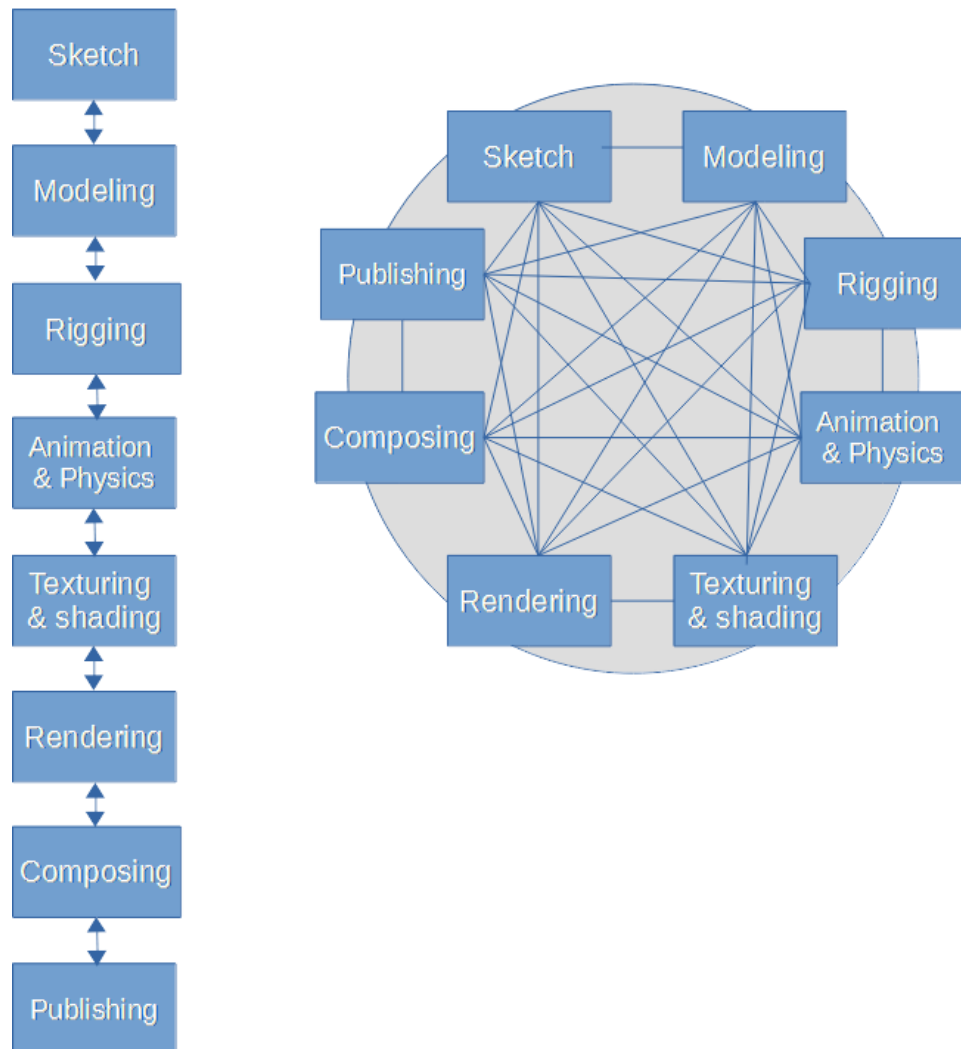 Sketch
Modeling
Rigging
Animation
& Physics
Texturing
& shading
Rendering
Composing
Publishing
Sketch
Modeling
Publishing
Rigging
Composing
Animation
& Physics
Rendering
Texturing
& shading